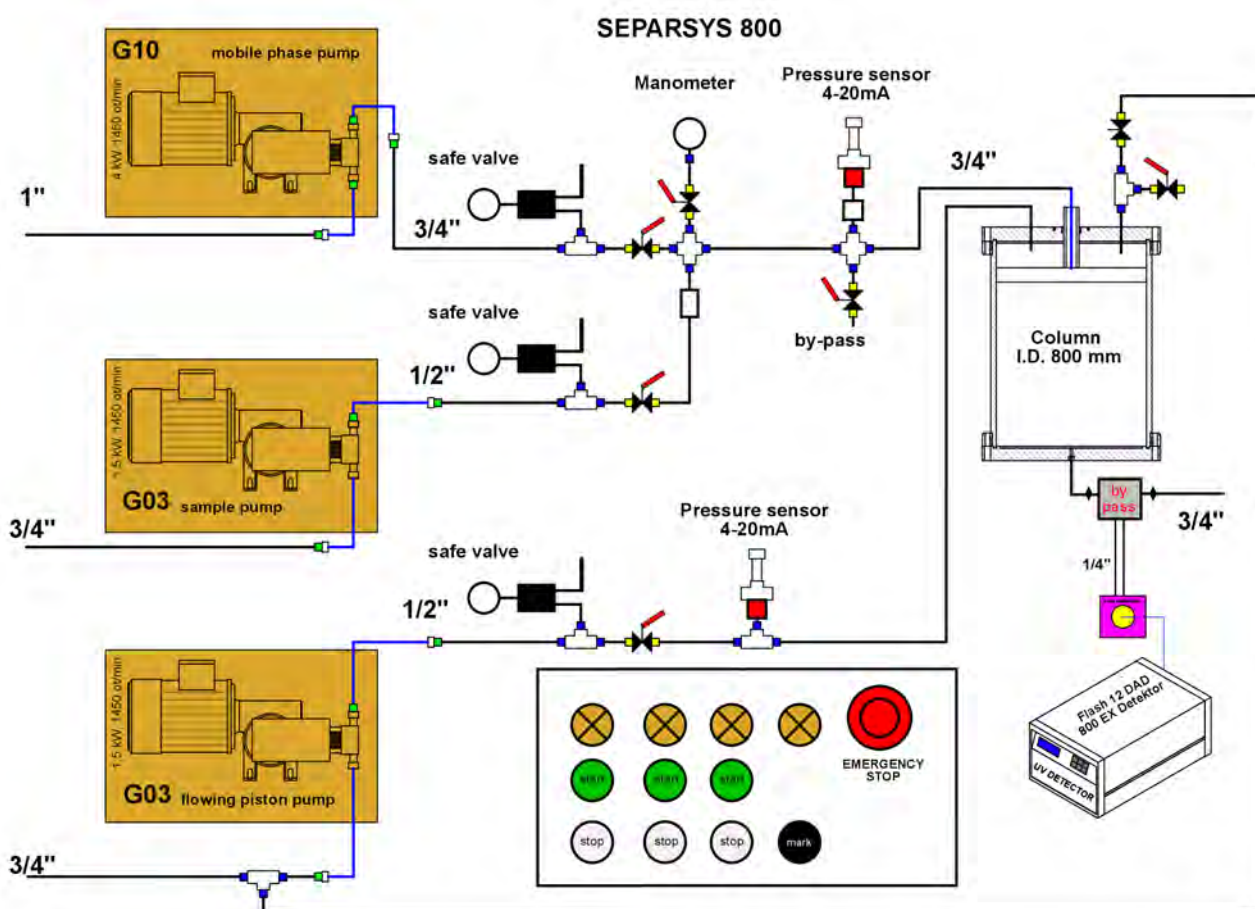 SEPARSYS 800
G10
mobile phase pump
4 kW 1450 ot/min
1"
safe valve
3/4"
Manometer
Pressure sensor
4-20mA
3/4"
by-pass
Column
I.D. 800 mm
safe valve
1/2"
1,5 kW 1450 ot/min
G03 sample pump
3/4"
by
pass
3/4"
1/4"
Pressure sensor
4-20mA
safe valve
1/2"
1,5 kW 1450 ot/min
G03 flowing piston pump
3/4"
EMERGENCY
STOP
start
start
start
stop
stop
stop
mark
Flash 12 DAD
800 EX Detektor
UV DETECTOR